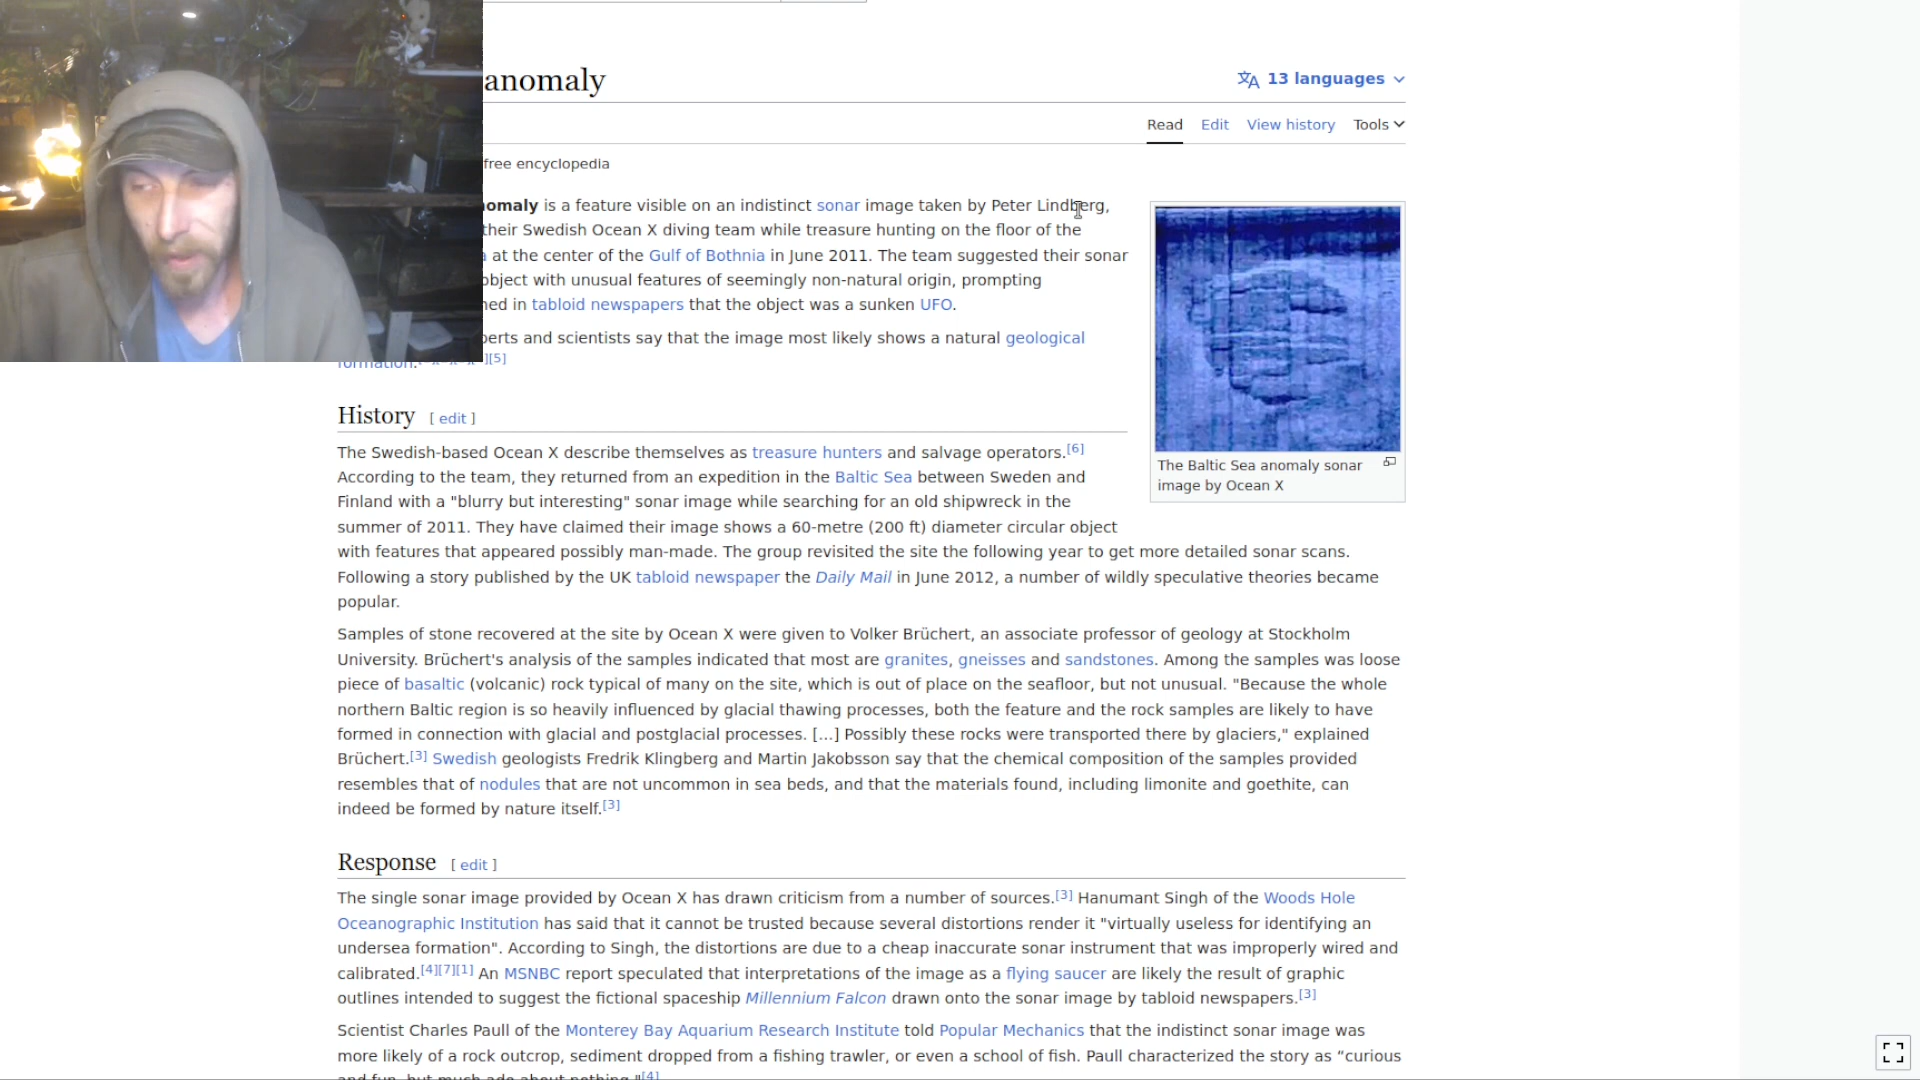 anomaly
13 languages
Read Edit View history Tools
free encyclopedia
nomaly is a feature visible on an indistinct sonar image taken by Peter Lindberg,
their Swedish Ocean X diving team while treasure hunting on the floor of the
at the center of the Gulf of Bothnia in June 2011. The team suggested their sonar
object with unusual features of seemingly non-natural origin, prompting
ned in tabloid newspapers that the object was a sunken UFO.
perts and scientists say that the image most likely shows a natural geological
formation. [5]
The Baltic Sea anomaly sonar
image by Ocean X
History [ edit ]
The Swedish-based Ocean X describe themselves as treasure hunters and salvage operators.[6]
According to the team, they returned from an expedition in the Baltic Sea between Sweden and
Finland with a "blurry but interesting" sonar image while searching for an old shipwreck in the
summer of 2011. They have claimed their image shows a 60-metre (200 ft) diameter circular object
with features that appeared possibly man-made. The group revisited the site the following year to get more detailed sonar scans.
Following a story published by the UK tabloid newspaper the Daily Mail in June 2012, a number of wildly speculative theories became
popular.
Samples of stone recovered at the site by Ocean X were given to Volker Brüchert, an associate professor of geology at Stockholm
University. Brüchert's analysis of the samples indicated that most are granites, gneisses and sandstones. Among the samples was loose
piece of basaltic (volcanic) rock typical of many on the site, which is out of place on the seafloor, but not unusual. "Because the whole
northern Baltic region is so heavily influenced by glacial thawing processes, both the feature and the rock samples are likely to have
formed in connection with glacial and postglacial processes. [...] Possibly these rocks were transported there by glaciers," explained
Brüchert.[3] Swedish geologists Fredrik Klingberg and Martin Jakobsson say that the chemical composition of the samples provided
resembles that of nodules that are not uncommon in sea beds, and that the materials found, including limonite and goethite, can
indeed be formed by nature itself.[3]
Response [ edit ]
The single sonar image provided by Ocean X has drawn criticism from a number of sources.[3] Hanumant Singh of the Woods Hole
Oceanographic Institution has said that it cannot be trusted because several distortions render it "virtually useless for identifying an
undersea formation". According to Singh, the distortions are due to a cheap inaccurate sonar instrument that was improperly wired and
calibrated.[4][7][1] An MSNBC report speculated that interpretations of the image as a flying saucer are likely the result of graphic
outlines intended to suggest the fictional spaceship Millennium Falcon drawn onto the sonar image by tabloid newspapers.[3]
Scientist Charles Paull of the Monterey Bay Aquarium Research Institute told Popular Mechanics that the indistinct sonar image was
more likely of a rock outcrop, sediment dropped from a fishing trawler, or even a school of fish. Paull characterized the story as “curious
and fun, but much ado about nothing."[4]